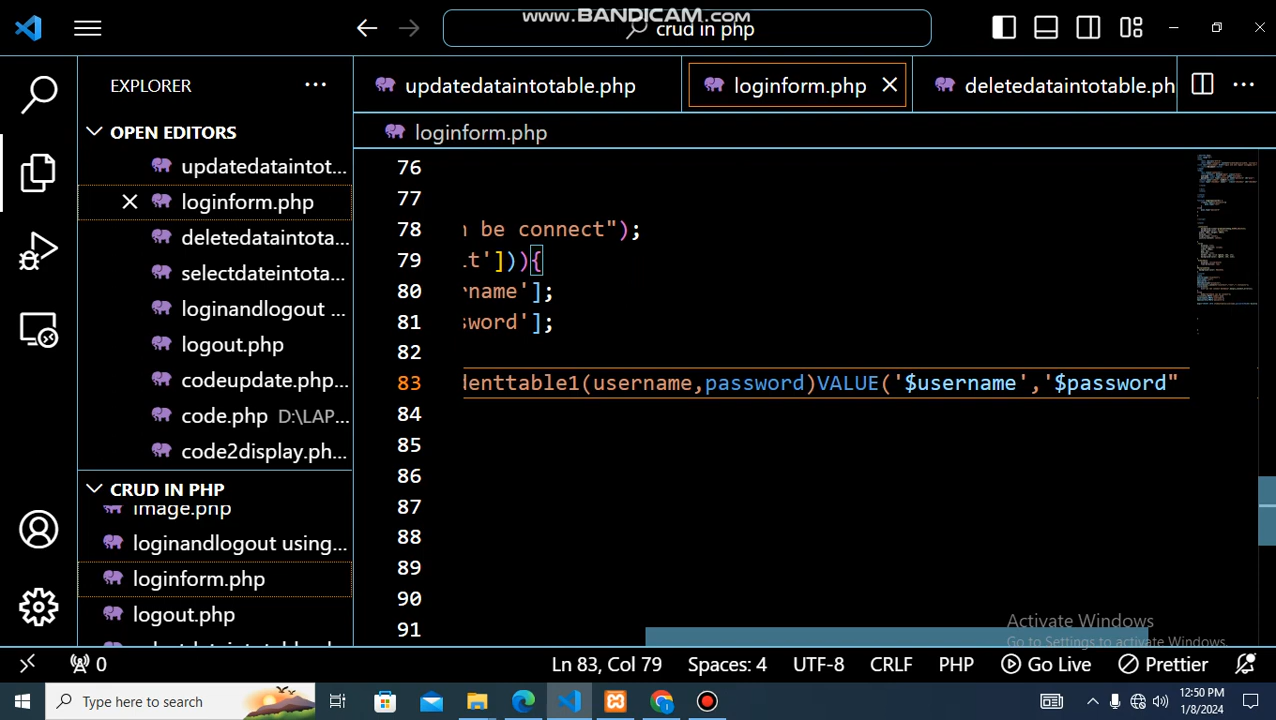 www.BANDICAM.com
crud in php
EXPLORER
OPEN EDITORS
updatedataintot...
loginform.php
deletedataintota...
selectdateintota...
loginandlogout ...
logout.php
codeupdate.php...
code.php D:\LAP...
code2display.ph...
CRUD IN PHP
image.php
loginandlogout using...
loginform.php
logout.php
updatedataintotable.php
loginform.php
deletedataintotable.ph
loginform.php
76
77
78 be connect");
79 t'])){
80 name'];
81 sword'];
82
83 denttable1(username,password)VALUE('$username','$password"
84
85
86
87
88
89
90
91
Activate Windows
Go to Settings to activate Windows.
0
Ln 83, Col 79
Spaces: 4
UTF-8
CRLF
PHP
Go Live
Prettier
Type here to search
12:50 PM
1/8/2024